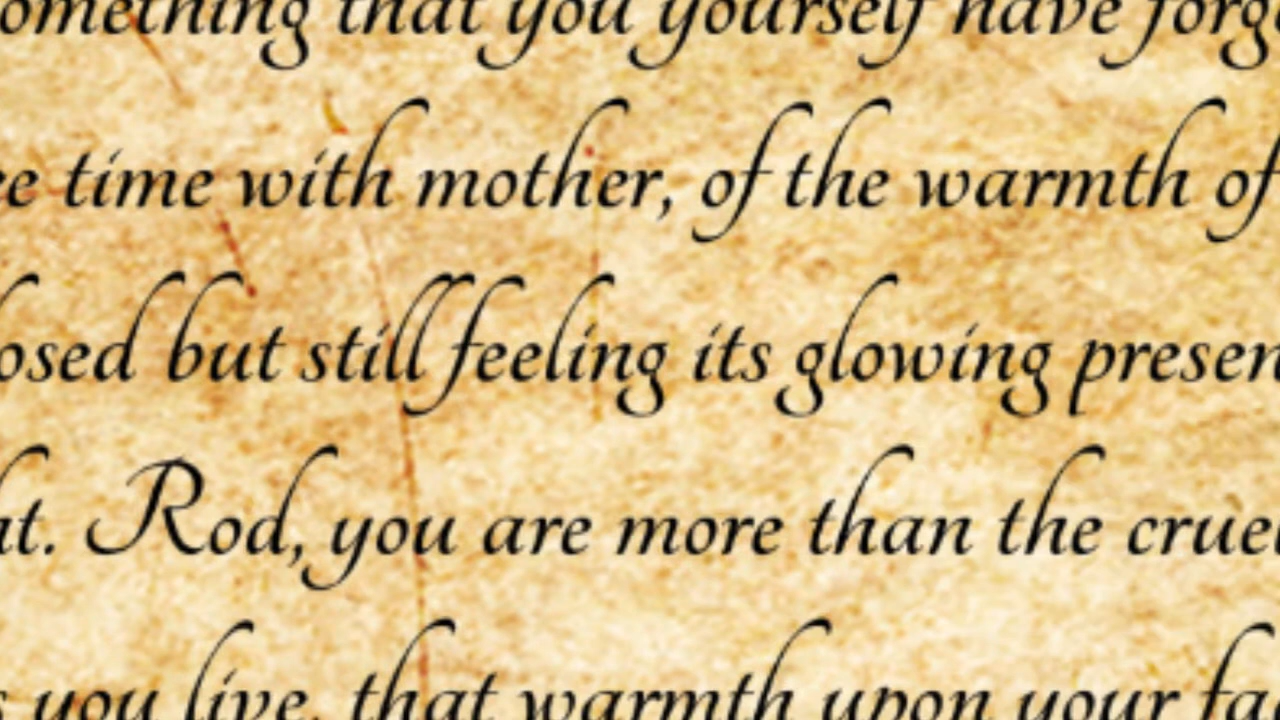 omething that you yourself have forg
ee time with mother, of the warmth of
osed but still feeling its glowing presen
t. Rod, you are more than the cruel
s you live, that warmth upon your fa